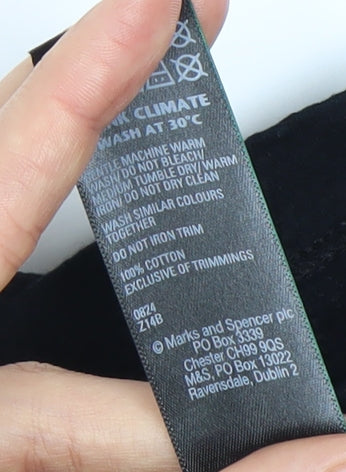 CLIMATE
WASH AT 30°C
GENTLE MACHINE WARM
WASH/ DO NOT BLEACH/
MEDIUM TUMBLE DRY/ WARM
IRON/ DO NOT DRY CLEAN
WASH SIMILAR COLOURS
TOGETHER
DO NOT IRON TRIM
100% COTTON
EXCLUSIVE OF TRIMMINGS
0824
Z14B
© Marks and Spencer plc
PO Box 3339
Chester CH99 9QS
M&S, PO Box 13022
Ravensdale, Dublin 2